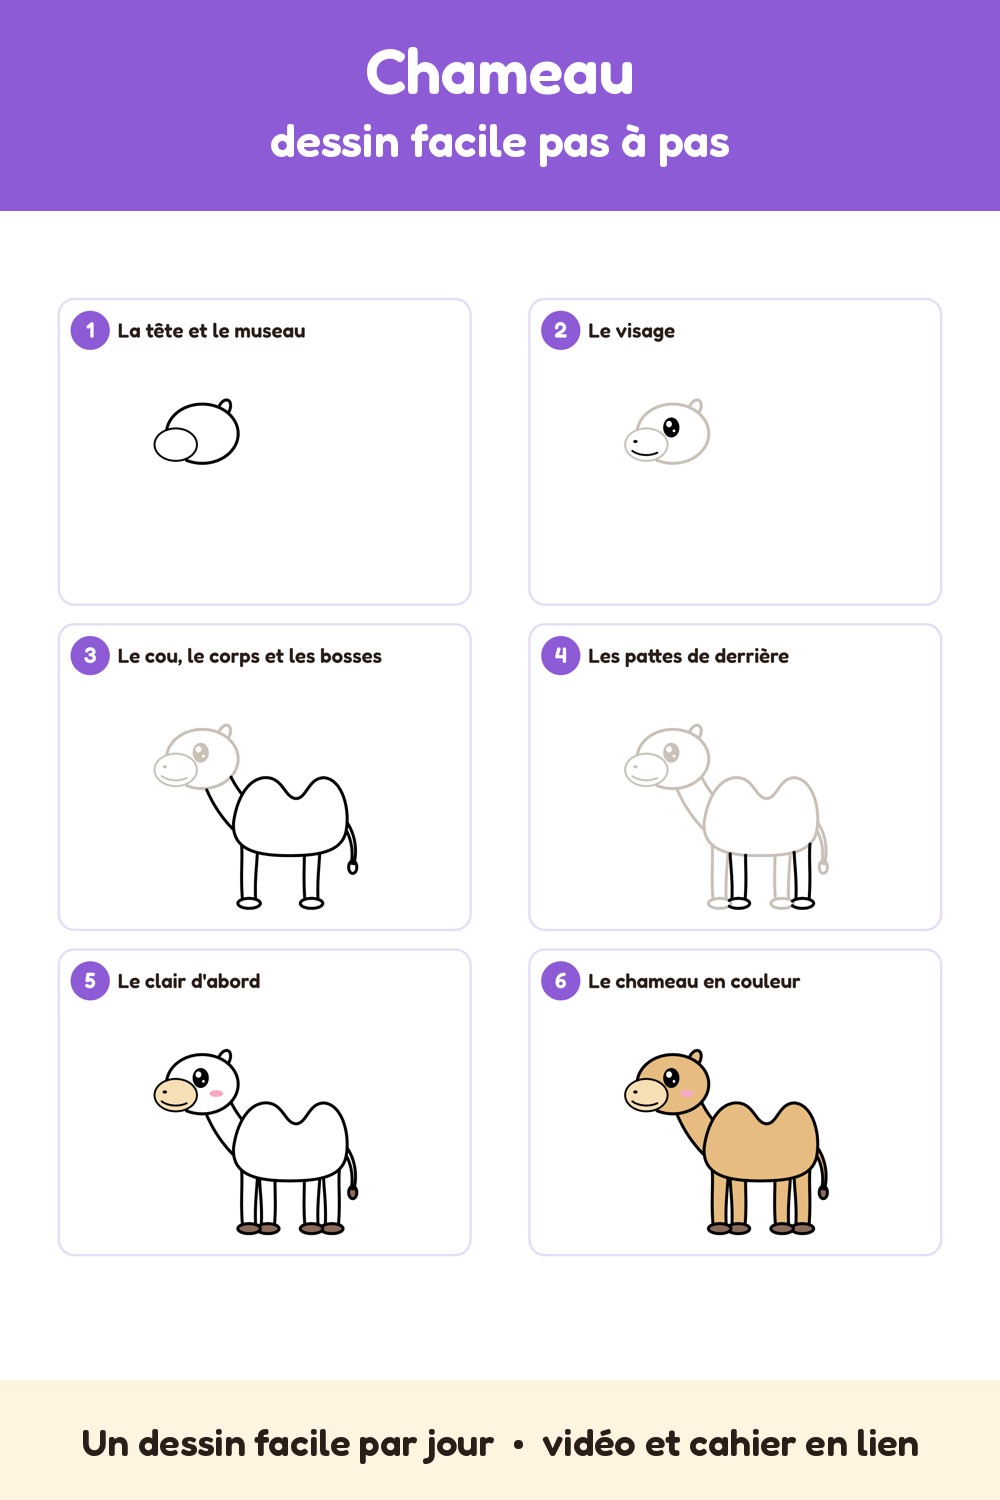 Chameau
dessin facile pas à pas
1 La tête et le museau
2 Le visage
3 Le cou, le corps et les bosses
4 Les pattes de derrière
5 Le clair d'abord
6 Le chameau en couleur
Un dessin facile par jour • vidéo et cahier en lien